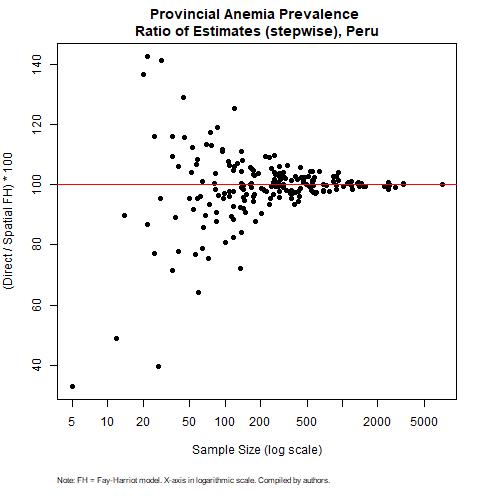 Provincial Anemia Prevalence
Ratio of Estimates (stepwise), Peru
(Direct / Spatial FH) * 100
140
120
100
80
60
40
5 10 20 50 100 200 500 2000 5000
Sample Size (log scale)
Note: FH = Fay-Harriot model. X-axis in logarithmic scale. Compiled by authors.